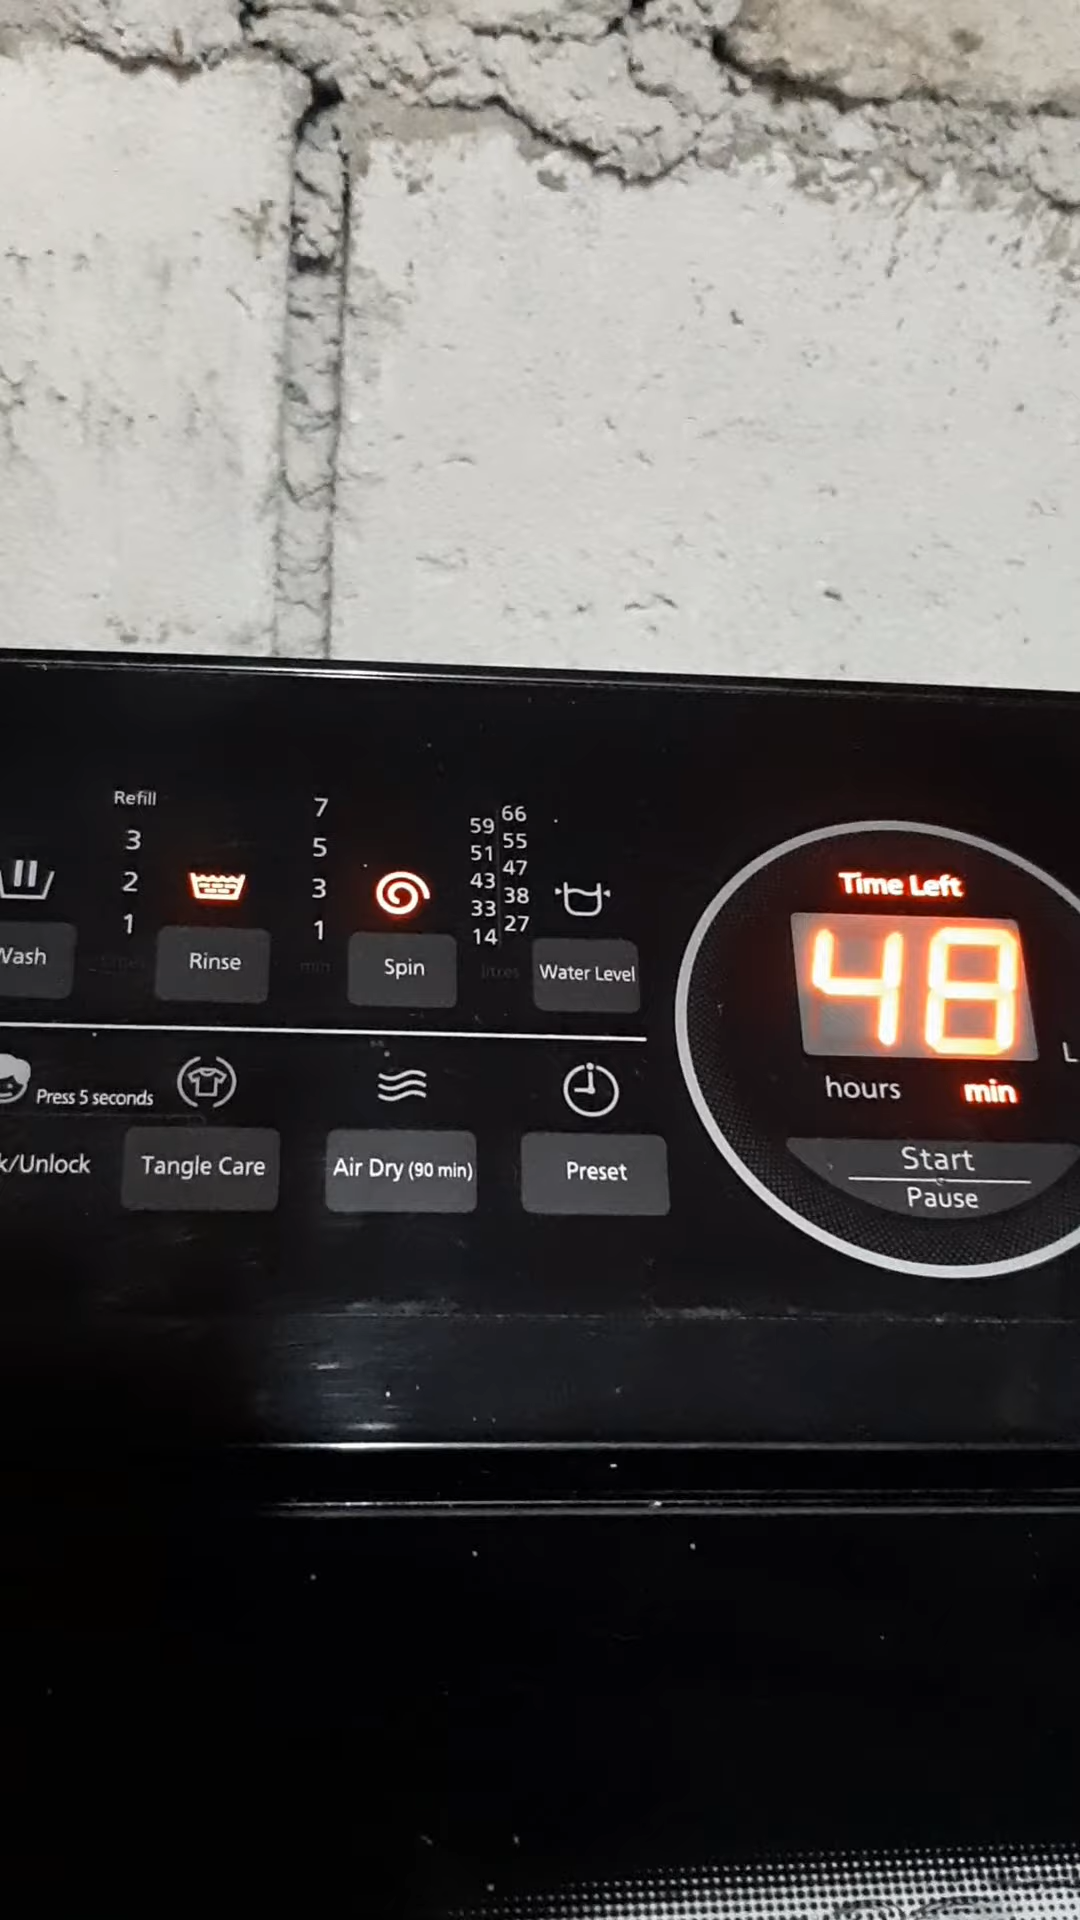 Refill
3
2
1
7
5
3
1
59 66
51 55
43 47
33 38
14 27
min
litres
Wash
Rinse
Spin
Water Level
Press 5 seconds
k/Unlock
Tangle Care
Air Dry (90 min)
Preset
Time Left
48
hours min
Start
Pause
L